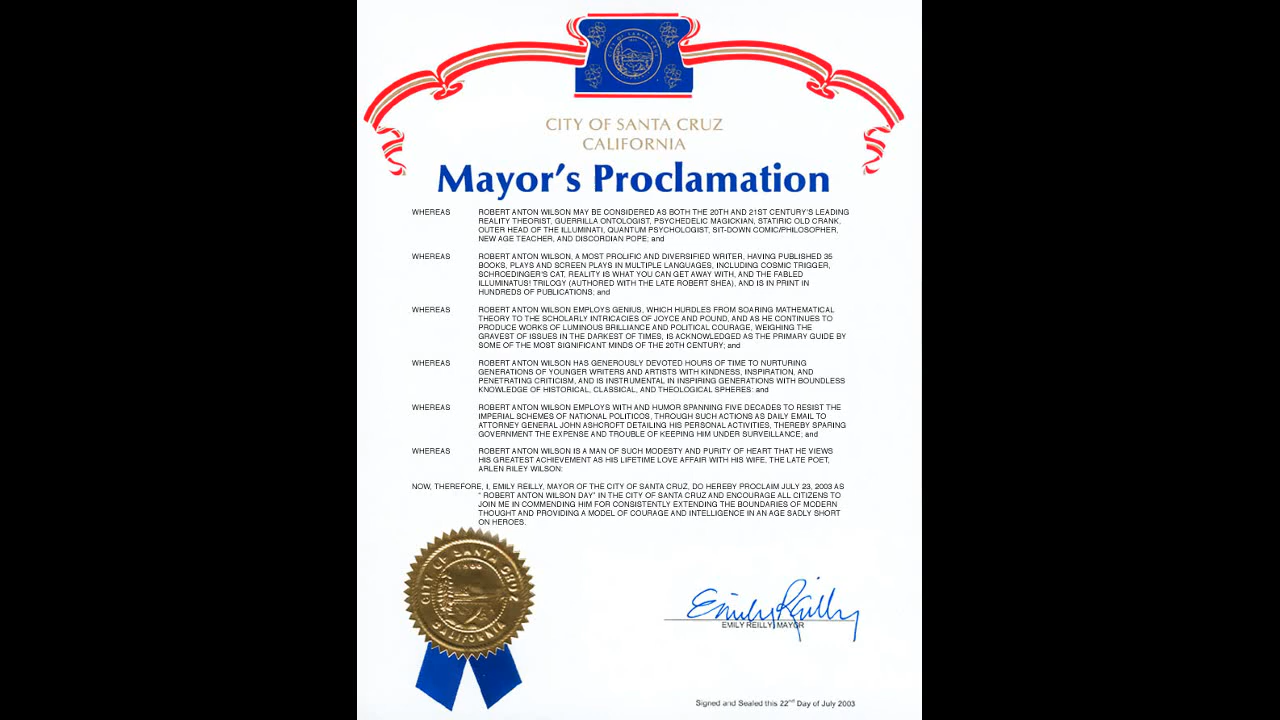 CITY OF SANTA CRUZ
CITY OF SANTA CRUZ
CALIFORNIA
Mayor's Proclamation
WHEREAS ROBERT ANTON WILSON MAY BE CONSIDERED AS BOTH THE 20TH AND 21ST CENTURY'S LEADING
REALITY THEORIST, GUERRILLA ONTOLOGIST, PSYCHEDELIC MAGICKIAN, STATIRIC OLD CRANK,
OUTER HEAD OF THE ILLUMINATI, QUANTUM PSYCHOLOGIST, SIT-DOWN COMIC/PHILOSOPHER,
NEW AGE TEACHER, AND DISCORDIAN POPE; and
WHEREAS ROBERT ANTON WILSON, A MOST PROLIFIC AND DIVERSIFIED WRITER, HAVING PUBLISHED 35
BOOKS, PLAYS AND SCREEN PLAYS IN MULTIPLE LANGUAGES, INCLUDING COSMIC TRIGGER,
SCHROEDINGER'S CAT, REALITY IS WHAT YOU CAN GET AWAY WITH, AND THE FABLED
ILLUMINATUS! TRILOGY (AUTHORED WITH THE LATE ROBERT SHEA), AND IS IN PRINT IN
HUNDREDS OF PUBLICATIONS; and
WHEREAS ROBERT ANTON WILSON EMPLOYS GENIUS, WHICH HURDLES FROM SOARING MATHEMATICAL
THEORY TO THE SCHOLARLY INTRICACIES OF JOYCE AND POUND, AND AS HE CONTINUES TO
PRODUCE WORKS OF LUMINOUS BRILLIANCE AND POLITICAL COURAGE, WEIGHING THE
GRAVEST OF ISSUES IN THE DARKEST OF TIMES, IS ACKNOWLEDGED AS THE PRIMARY GUIDE BY
SOME OF THE MOST SIGNIFICANT MINDS OF THE 20TH CENTURY; and
WHEREAS ROBERT ANTON WILSON HAS GENEROUSLY DEVOTED HOURS OF TIME TO NURTURING
GENERATIONS OF YOUNGER WRITERS AND ARTISTS WITH KINDNESS, INSPIRATION, AND
PENETRATING CRITICISM, AND IS INSTRUMENTAL IN INSPIRING GENERATIONS WITH BOUNDLESS
KNOWLEDGE OF HISTORICAL, CLASSICAL, AND THEOLOGICAL SPHERES; and
WHEREAS ROBERT ANTON WILSON EMPLOYS WITH AND HUMOR SPANNING FIVE DECADES TO RESIST THE
IMPERIAL SCHEMES OF NATIONAL POLITICOS, THROUGH SUCH ACTIONS AS DAILY EMAIL TO
ATTORNEY GENERAL JOHN ASHCROFT DETAILING HIS PERSONAL ACTIVITIES, THEREBY SPARING
GOVERNMENT THE EXPENSE AND TROUBLE OF KEEPING HIM UNDER SURVEILLANCE; and
WHEREAS ROBERT ANTON WILSON IS A MAN OF SUCH MODESTY AND PURITY OF HEART THAT HE VIEWS
HIS GREATEST ACHIEVEMENT AS HIS LIFETIME LOVE AFFAIR WITH HIS WIFE, THE LATE POET,
ARLEN RILEY WILSON:
NOW, THEREFORE, I, EMILY REILLY, MAYOR OF THE CITY OF SANTA CRUZ, DO HEREBY PROCLAIM JULY 23, 2003 AS
" ROBERT ANTON WILSON DAY" IN THE CITY OF SANTA CRUZ AND ENCOURAGE ALL CITIZENS TO
JOIN ME IN COMMENDING HIM FOR CONSISTENTLY EXTENDING THE BOUNDARIES OF MODERN
THOUGHT AND PROVIDING A MODEL OF COURAGE AND INTELLIGENCE IN AN AGE SADLY SHORT
ON HEROES.
CITY OF SANTA CRUZ
1866
CALIFORNIA
Emily Reilly
EMILY REILLY, MAYOR
Signed and Sealed this 22nd Day of July 2003